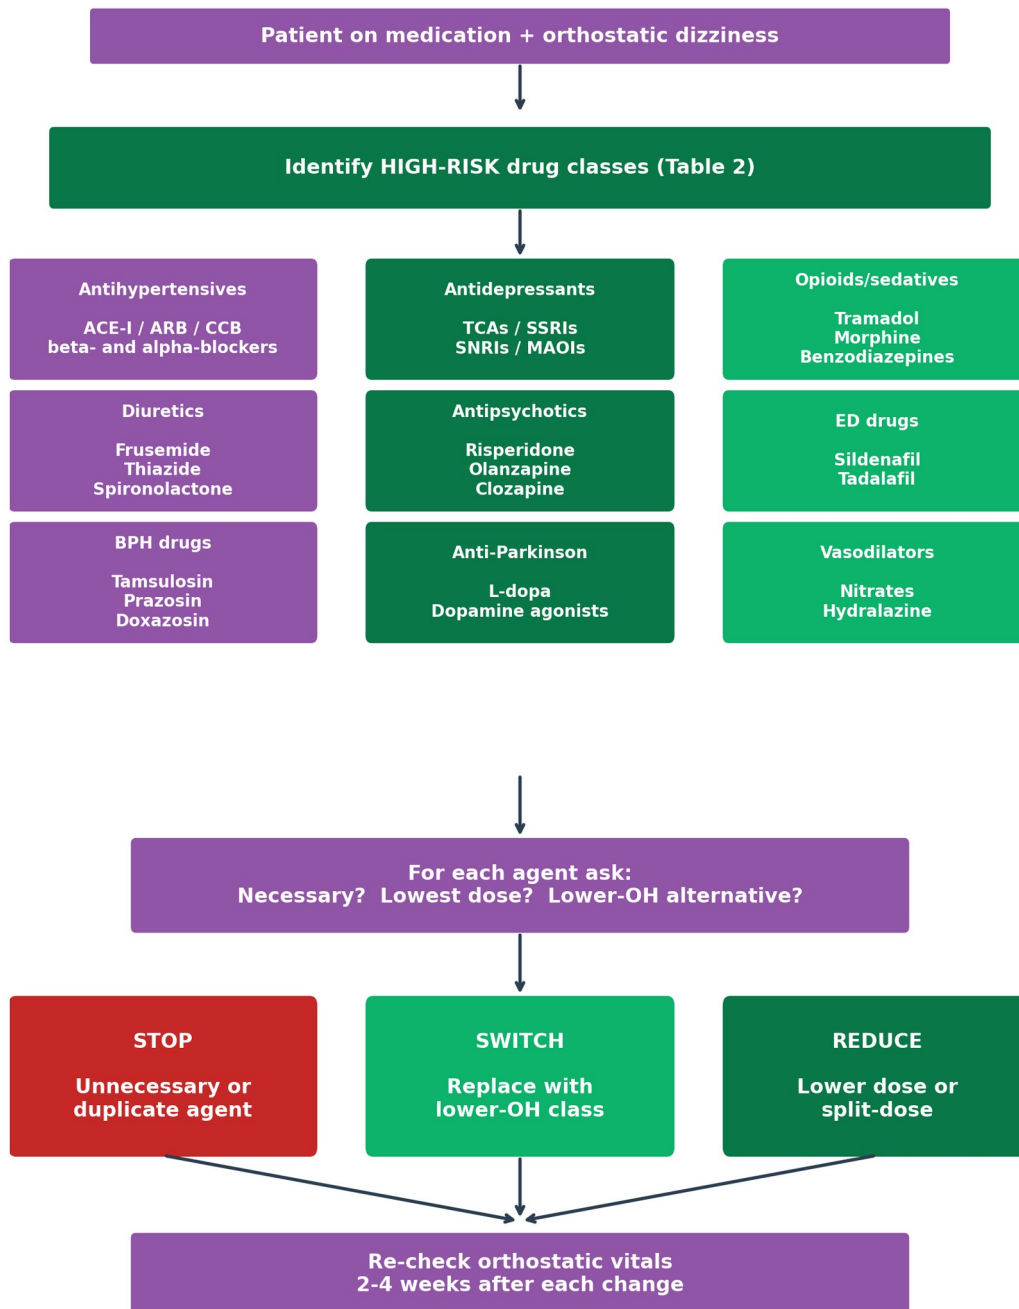 Patient on medication + orthostatic dizziness
Identify HIGH-RISK drug classes (Table 2)
Antihypertensives
ACE-I / ARB / CCB
beta- and alpha-blockers
Antidepressants
TCAs / SSRIs
SNRIs / MAOIs
Opioids/sedatives
Tramadol
Morphine
Benzodiazepines
Diuretics
Frusemide
Thiazide
Spironolactone
Antipsychotics
Risperidone
Olanzapine
Clozapine
ED drugs
Sildenafil
Tadalafil
BPH drugs
Tamsulosin
Prazosin
Doxazosin
Anti-Parkinson
L-dopa
Dopamine agonists
Vasodilators
Nitrates
Hydralazine
For each agent ask:
Necessary?  Lowest dose?  Lower-OH alternative?
STOP
Unnecessary or
duplicate agent
SWITCH
Replace with
lower-OH class
REDUCE
Lower dose or
split-dose
Re-check orthostatic vitals
2-4 weeks after each change